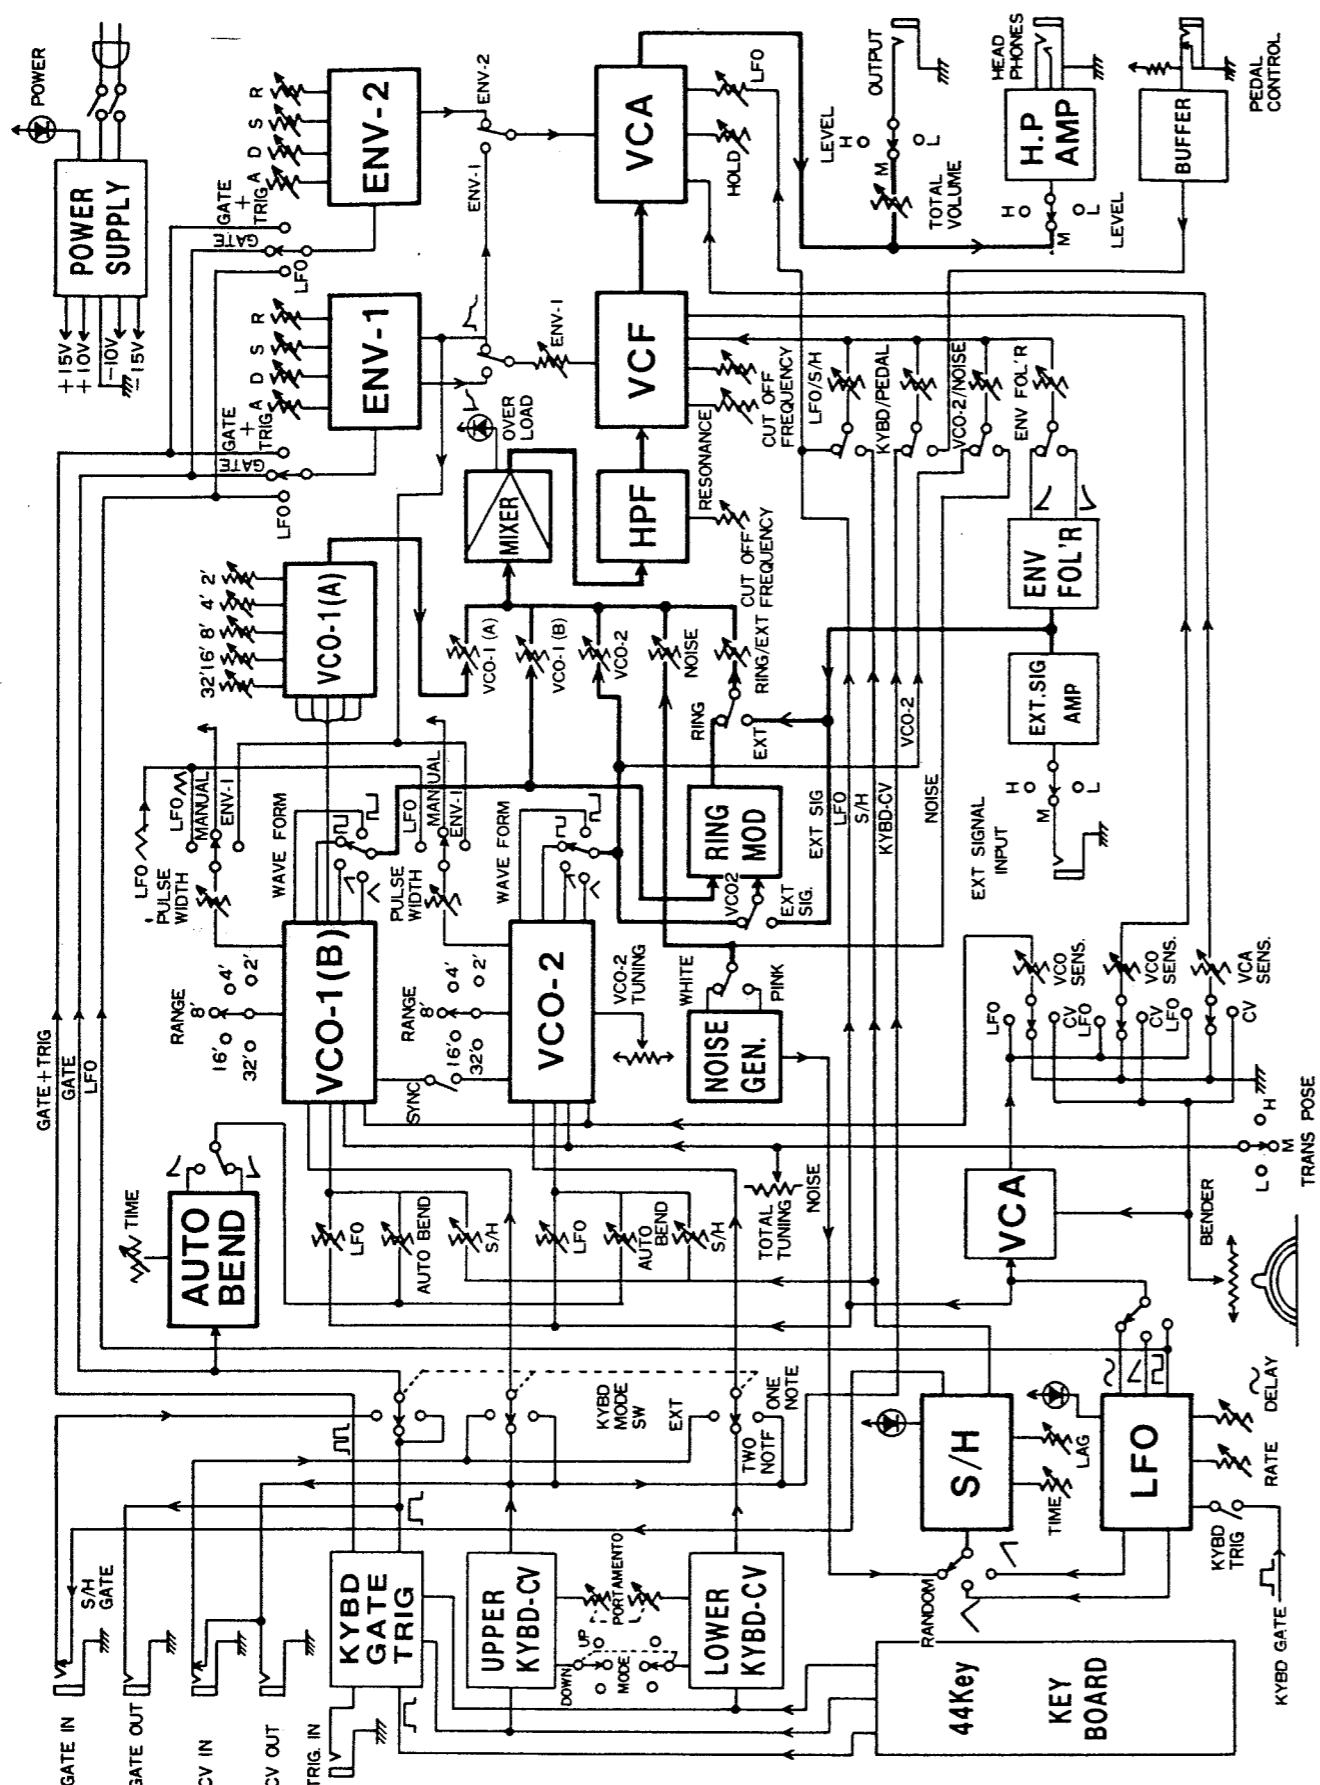 GATE IN
GATE OUT
CV IN
CV OUT
TRIG. IN
S/H
GATE
KYBD
GATE
TRIG
UPPER
KYBD-CV
LOWER
KYBD-CV
PORTAMENTO
UP
DOWN
MODE
44Key
KEY
BOARD
RANDOM
KYBD GATE
KYBD
TRIG
S/H
TIME
LAG
LFO
RATE
DELAY
KYBD
MODE
SW
EXT
ONE
NOTE
TWO
NOTF
TIME
AUTO
BEND
LFO
AUTO BEND
S/H
LFO
AUTO
BEND
S/H
TOTAL
TUNING
NOISE
VCA
BENDER
TRANS POSE
L
M
H
GATE+TRIG
GATE
LFO
RANGE
32'
16'
8'
4'
2'
VCO-1(B)
SYNC
RANGE
32'
16'
8'
4'
2'
VCO-2
VCO-2
TUNING
NOISE
GEN.
WHITE
PINK
LFO
CV
VCO
SENS.
LFO
CV
VCO
SENS.
LFO
CV
VCA
SENS.
LFO
'PULSE
WIDTH
LFO
MANUAL
ENV-1
WAVE FORM
PULSE
WIDTH
LFO
MANUAL
ENV-1
WAVE FORM
RING
MOD
VCO2
EXT
SIG.
RING
EXT
EXT SIG
LFO
S/H
KYBD-CV
VCO-2
NOISE
EXT SIGNAL
INPUT
H
M
L
EXT.SIG
AMP
ENV
FOL'R
32'
16'
8'
4'
2'
VCO-1(A)
VCO-1 (A)
VCO-1 (B)
VCO-2
NOISE
RING/EXT
MIXER
OVER
LOAD
HPF
CUT OFF
FREQUENCY
RESONANCE
VCF
CUT OFF
FREQUENCY
LFO/S/H
KYBD/PEDAL
VCO-2/NOISE
ENV FOL'R
LFO
GATE
GATE
+
TRIG
A
D
S
R
ENV-1
ENV-1
LFO
GATE
GATE
+
TRIG
A
D
S
R
ENV-2
ENV-1
ENV-2
VCA
HOLD
LFO
POWER
POWER
SUPPLY
+15V
+10V
-10V
-15V
OUTPUT
LEVEL
H
M
L
TOTAL
VOLUME
HEAD
PHONES
H.P
AMP
H
M
L
LEVEL
BUFFER
PEDAL
CONTROL